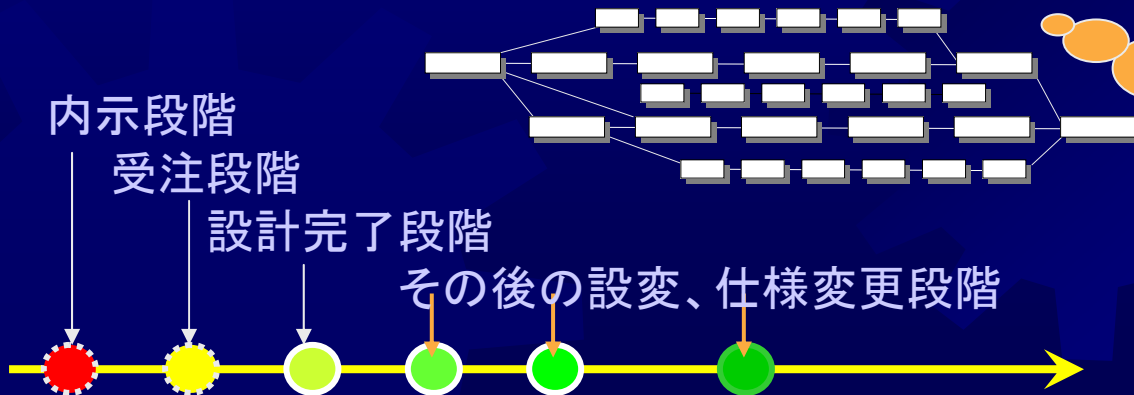 内示段階
受注段階
設計完了段階
その後の設変、仕様変更段階